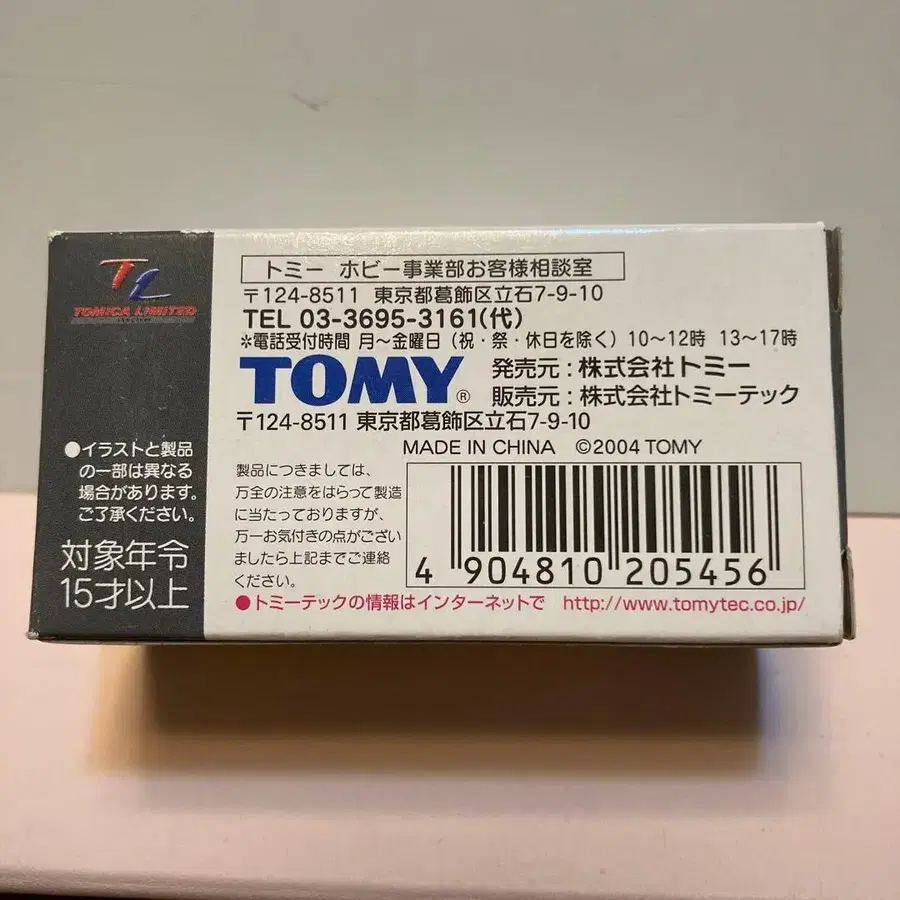 TL
TOMICA LIMITED
●イラストと製品
の一部は異なる
場合があります。
ご了承ください。
対象年令
15才以上
トミー ホビー事業部お客様相談室
〒124-8511 東京都葛飾区立石7-9-10
TEL 03-3695-3161(代)
※電話受付時間 月～金曜日（祝・祭・休日を除く）10～12時 13～17時
TOMY®
発売元：株式会社トミー
販売元：株式会社トミーテック
〒124-8511 東京都葛飾区立石7-9-10
MADE IN CHINA ©2004 TOMY
製品につきましては、
万全の注意をはらって製造
に当たっておりますが、
万一お気付きの点がござい
ましたら上記までご連絡
ください。
4 904810 205456
●トミーテックの情報はインターネットで http://www.tomytec.co.jp/